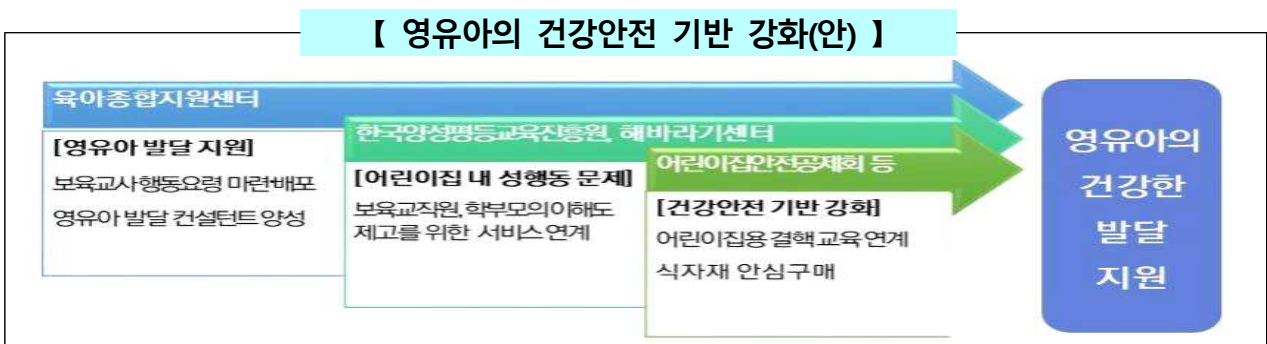 【 영유아의 건강안전 기반 강화(안) 】
육아종합지원센터
[영유아 발달 지원]
보육교사행동요령 마련·배포
영유아 발달 컨설턴트 양성
한국양성평등교육진흥원, 해바라기센터
[어린이집 내 성행동 문제]
보육교직원, 학부모의 이해도
제고를 위한 서비스 연계
어린이집안전공제회 등
[건강안전 기반 강화]
어린이집용 결핵 교육 연계
식자재 안심구매
영유아의
건강한
발달
지원